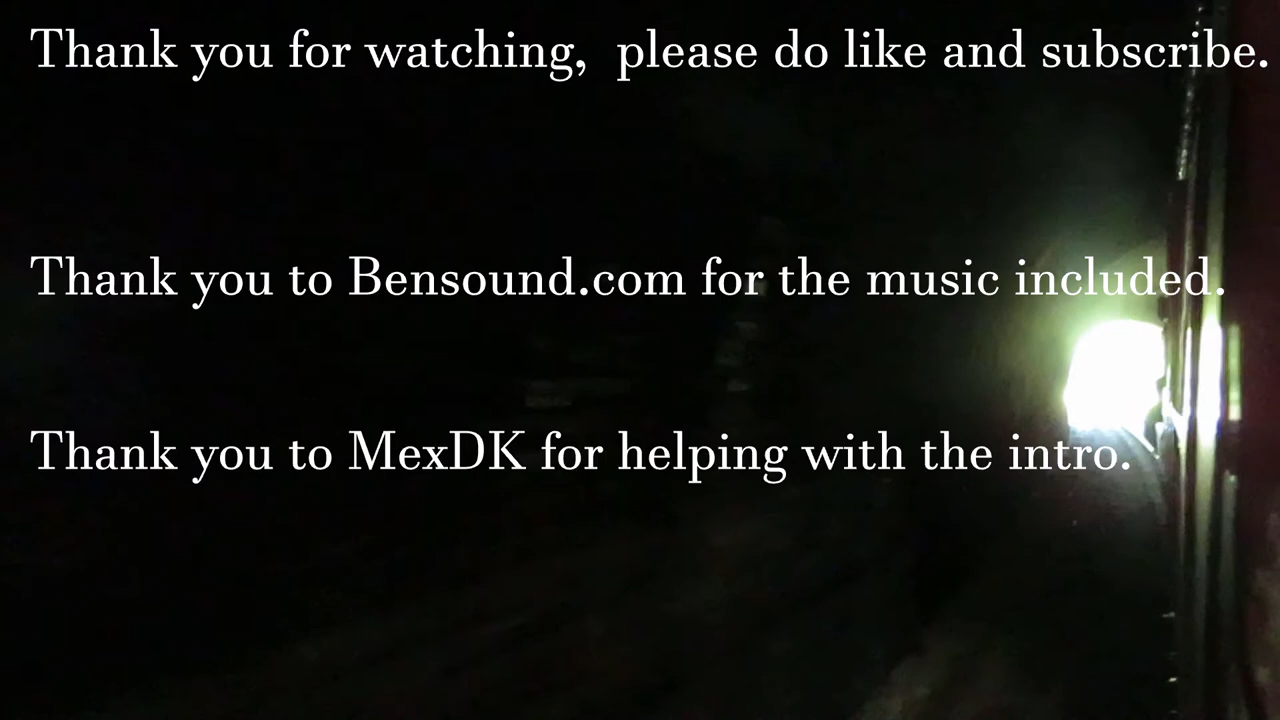 Thank you for watching,  please do like and subscribe.
Thank you to Bensound.com for the music included.
Thank you to MexDK for helping with the intro.